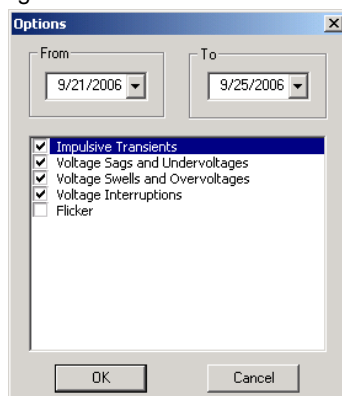 Options
From
To
9/21/2006
9/25/2006
Impulsive Transients
Voltage Sags and Undervoltages
Voltage Swells and Overvoltages
Voltage Interruptions
Flicker
OK
Cancel